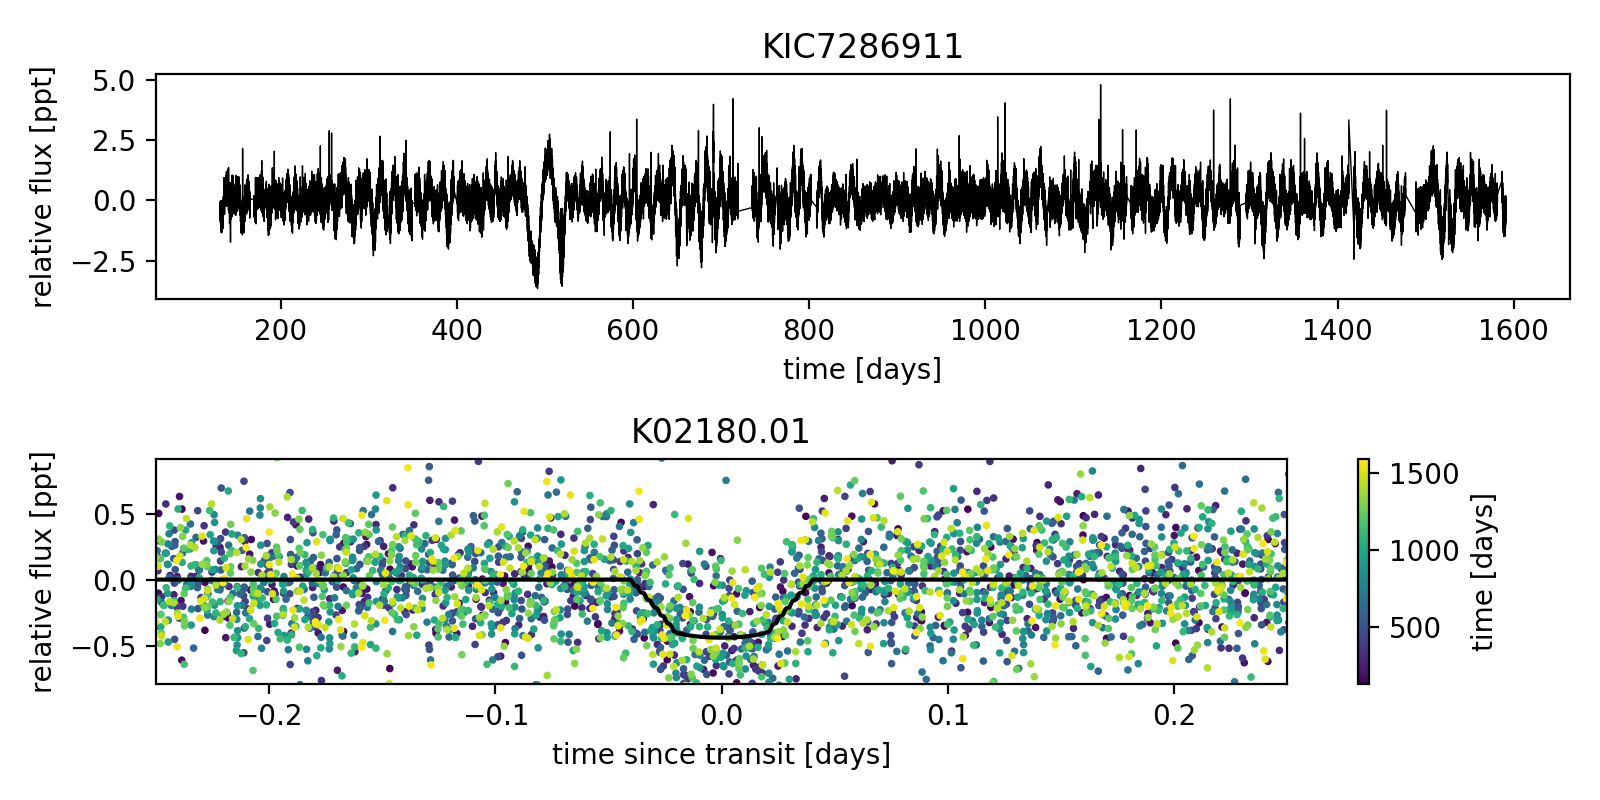 KIC7286911
relative flux [ppt]
5.0
2.5
0.0
−2.5
200 400 600 800 1000 1200 1400 1600
time [days]
K02180.01
relative flux [ppt]
0.5
0.0
−0.5
−0.2 −0.1 0.0 0.1 0.2
time since transit [days]
1500
1000
500
time [days]